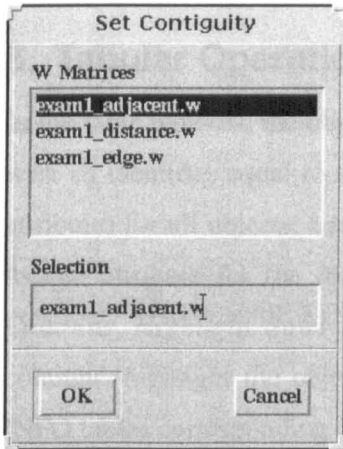 Set Contiguity
W Matrices
exam1_adjacent.w
exam1_distance.w
exam1_edge.w
Selection
exam1_adjacent.w
OK
Cancel